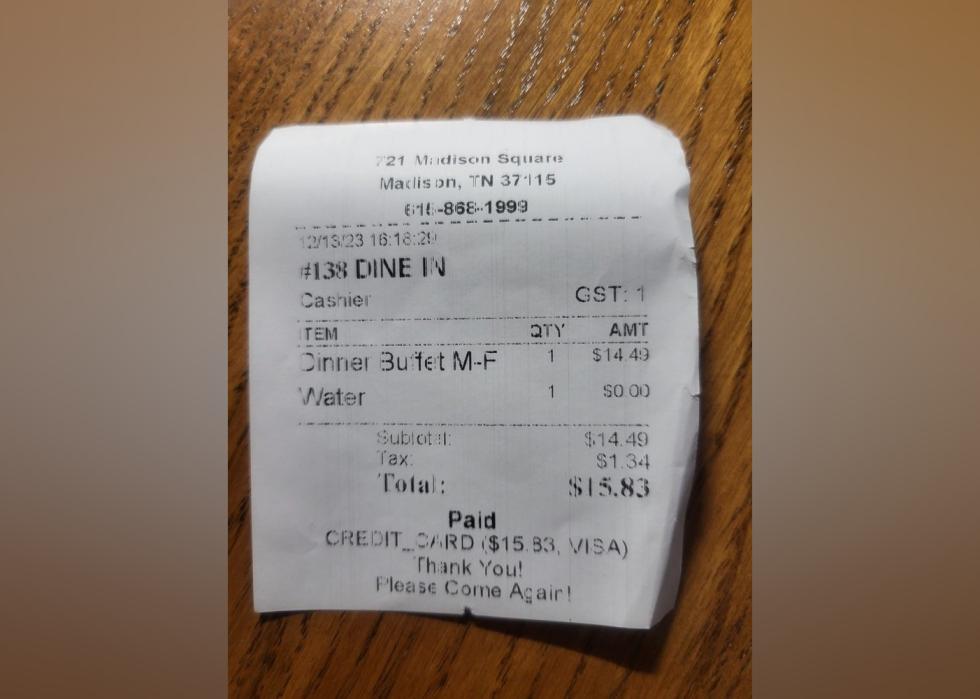 721 Madison Square
Madison, TN 37115
615-868-1999
12/13/23 16:18:29
#138 DINE IN
Cashier GST: 1
ITEM QTY AMT
Dinner Buffet M-F 1 $14.49
Water 1 $0.00
Subtotal: $14.49
Tax: $1.34
Total: $15.83
Paid
CREDIT_CARD ($15.83, VISA)
Thank You!
Please Come Again!